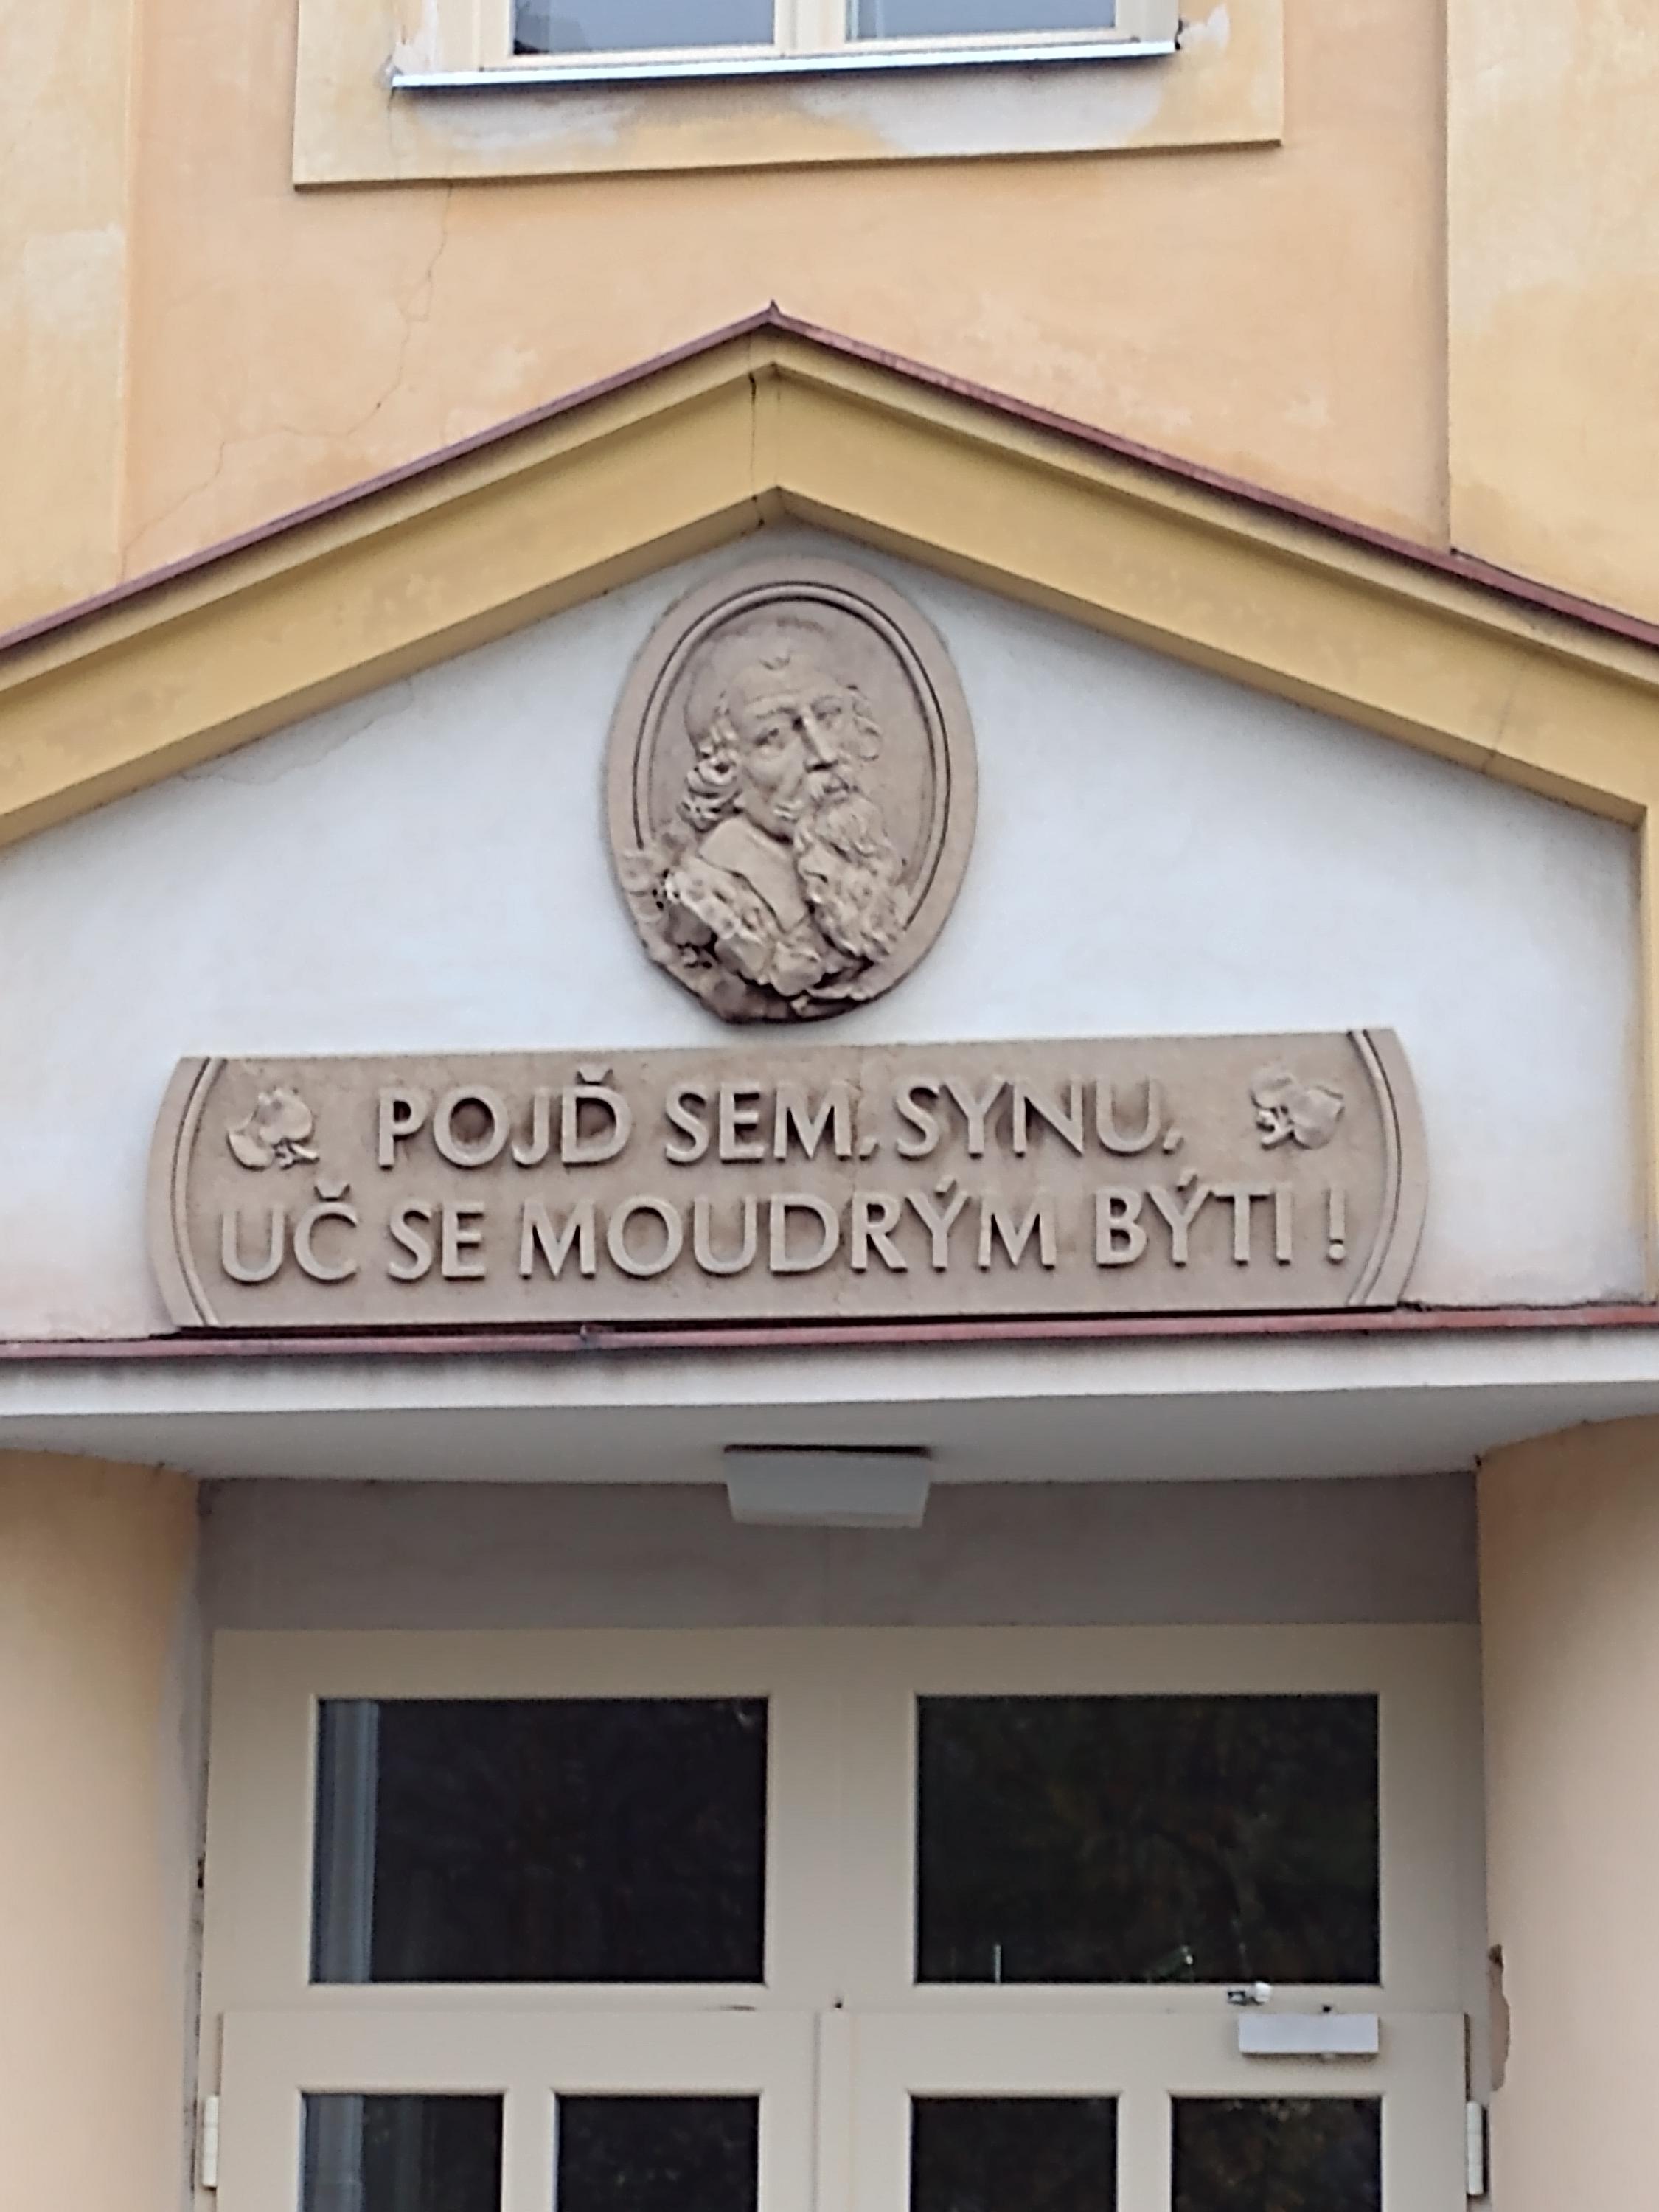 POJĎ SEM, SYNU,
UČ SE MOUDRÝM BÝTI !